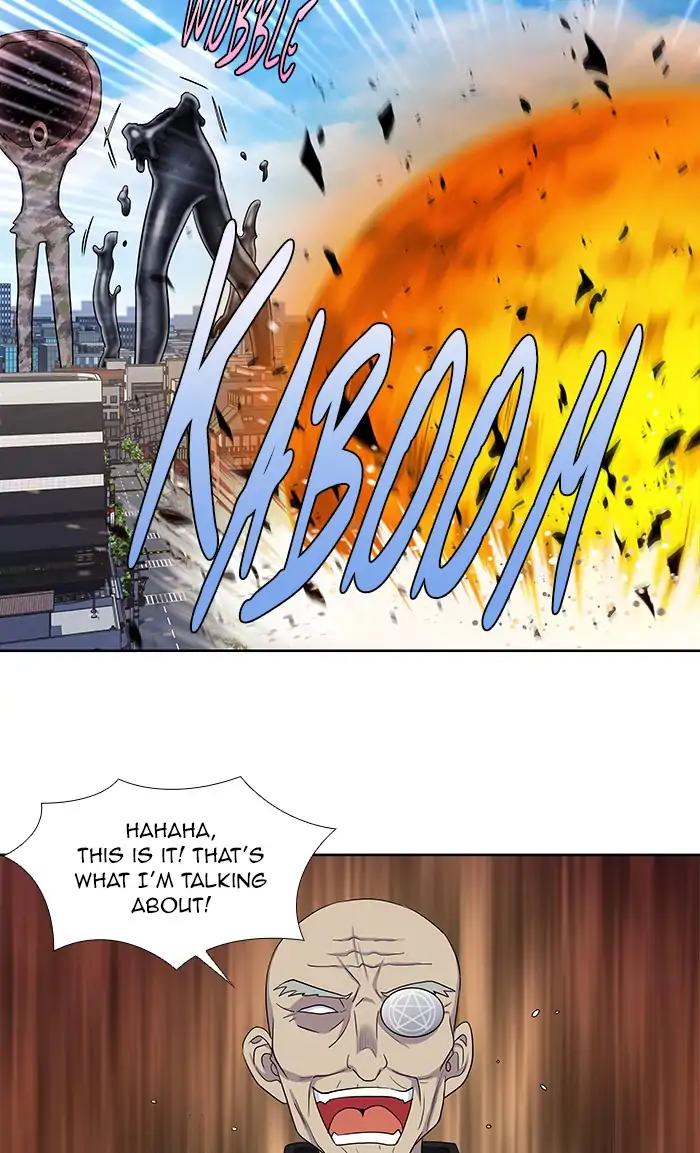 WOBBLE
KABOOM
HAHAHA,
THIS IS IT! THAT'S
WHAT I'M TALKING
ABOUT!